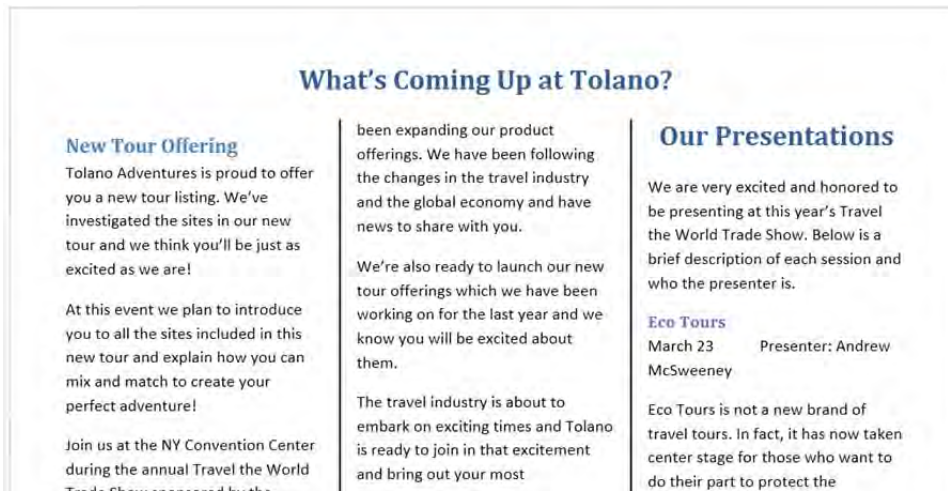 What's Coming Up at Tolano?
New Tour Offering
Tolano Adventures is proud to offer
you a new tour listing. We've
investigated the sites in our new
tour and we think you'll be just as
excited as we are!
At this event we plan to introduce
you to all the sites included in this
new tour and explain how you can
mix and match to create your
perfect adventure!
Join us at the NY Convention Center
during the annual Travel the World
Trade Show sponsored by the
been expanding our product
offerings. We have been following
the changes in the travel industry
and the global economy and have
news to share with you.
We're also ready to launch our new
tour offerings which we have been
working on for the last year and we
know you will be excited about
them.
The travel industry is about to
embark on exciting times and Tolano
is ready to join in that excitement
and bring out your most
Our Presentations
We are very excited and honored to
be presenting at this year's Travel
the World Trade Show. Below is a
brief description of each session and
who the presenter is.
Eco Tours
March 23 Presenter: Andrew
McSweeney
Eco Tours is not a new brand of
travel tours. In fact, it has now taken
center stage for those who want to
do their part to protect the